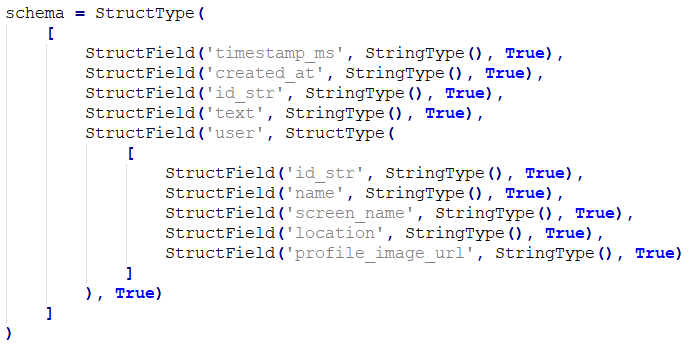 schema = StructType(
    [
        StructField('timestamp_ms', StringType(), True),
        StructField('created_at', StringType(), True),
        StructField('id_str', StringType(), True),
        StructField('text', StringType(), True),
        StructField('user', StructType(
            [
                StructField('id_str', StringType(), True),
                StructField('name', StringType(), True),
                StructField('screen_name', StringType(), True),
                StructField('location', StringType(), True),
                StructField('profile_image_url', StringType(), True)
            ]
        ), True)
    ]
)